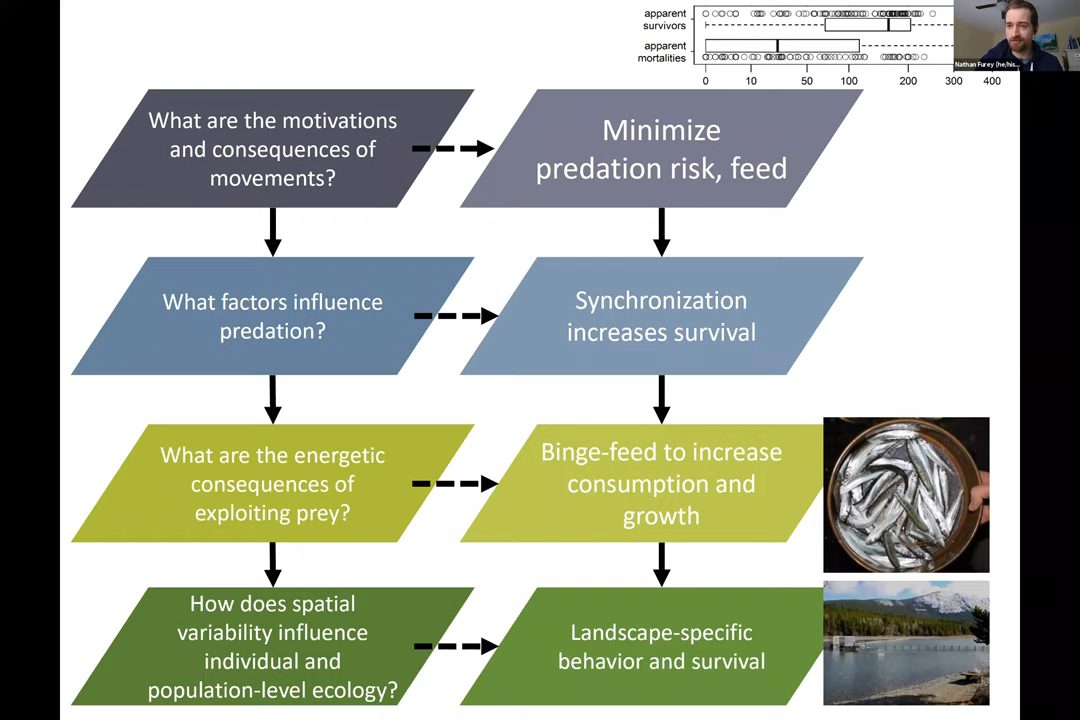 apparent
survivors
apparent
mortalities
0 10 50 100 200 300 400
Nathan Furey (he/his...
What are the motivations
and consequences of
movements?
Minimize
predation risk, feed
What factors influence
predation?
Synchronization
increases survival
What are the energetic
consequences of
exploiting prey?
Binge-feed to increase
consumption and
growth
How does spatial
variability influence
individual and
population-level ecology?
Landscape-specific
behavior and survival